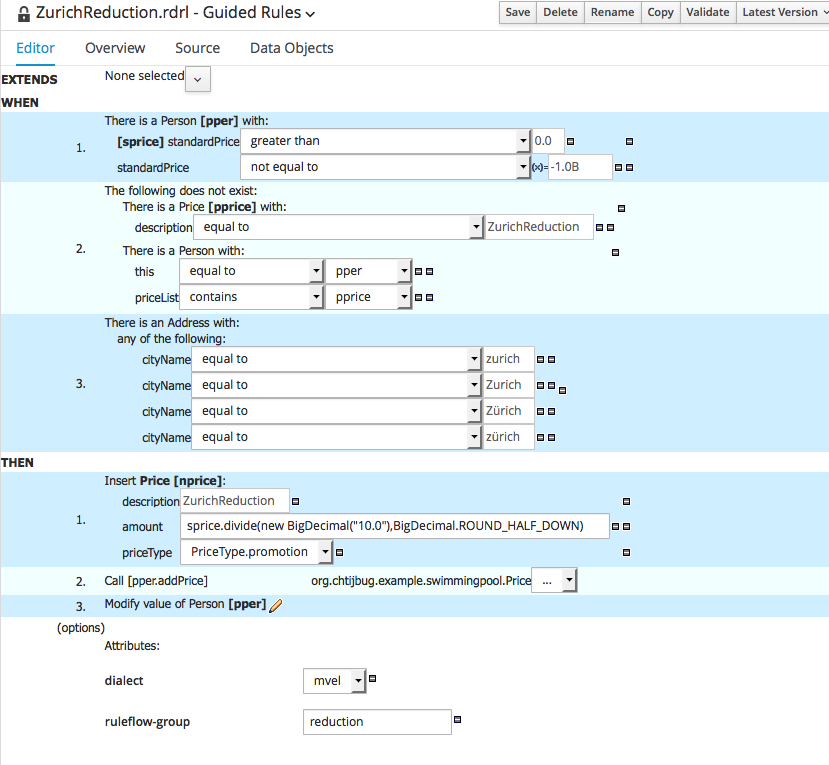 ZurichReduction.rdrl - Guided Rules
Save Delete Rename Copy Validate Latest Version
Editor Overview Source Data Objects
EXTENDS None selected
WHEN
There is a Person [pper] with:
1.
[sprice] standardPrice greater than 0.0
standardPrice not equal to (x)= -1.0B
The following does not exist:
There is a Price [pprice] with:
description equal to ZurichReduction
2.
There is a Person with:
this equal to pper
priceList contains pprice
There is an Address with:
any of the following:
cityName equal to zurich
3.
cityName equal to Zurich
cityName equal to Zürich
cityName equal to zürich
THEN
Insert Price [nprice]:
description ZurichReduction
1.
amount sprice.divide(new BigDecimal("10.0"),BigDecimal.ROUND_HALF_DOWN)
priceType PriceType.promotion
2. Call [pper.addPrice] org.chtijbug.example.swimmingpool.Price ...
3. Modify value of Person [pper]
(options)
Attributes:
dialect mvel
ruleflow-group reduction